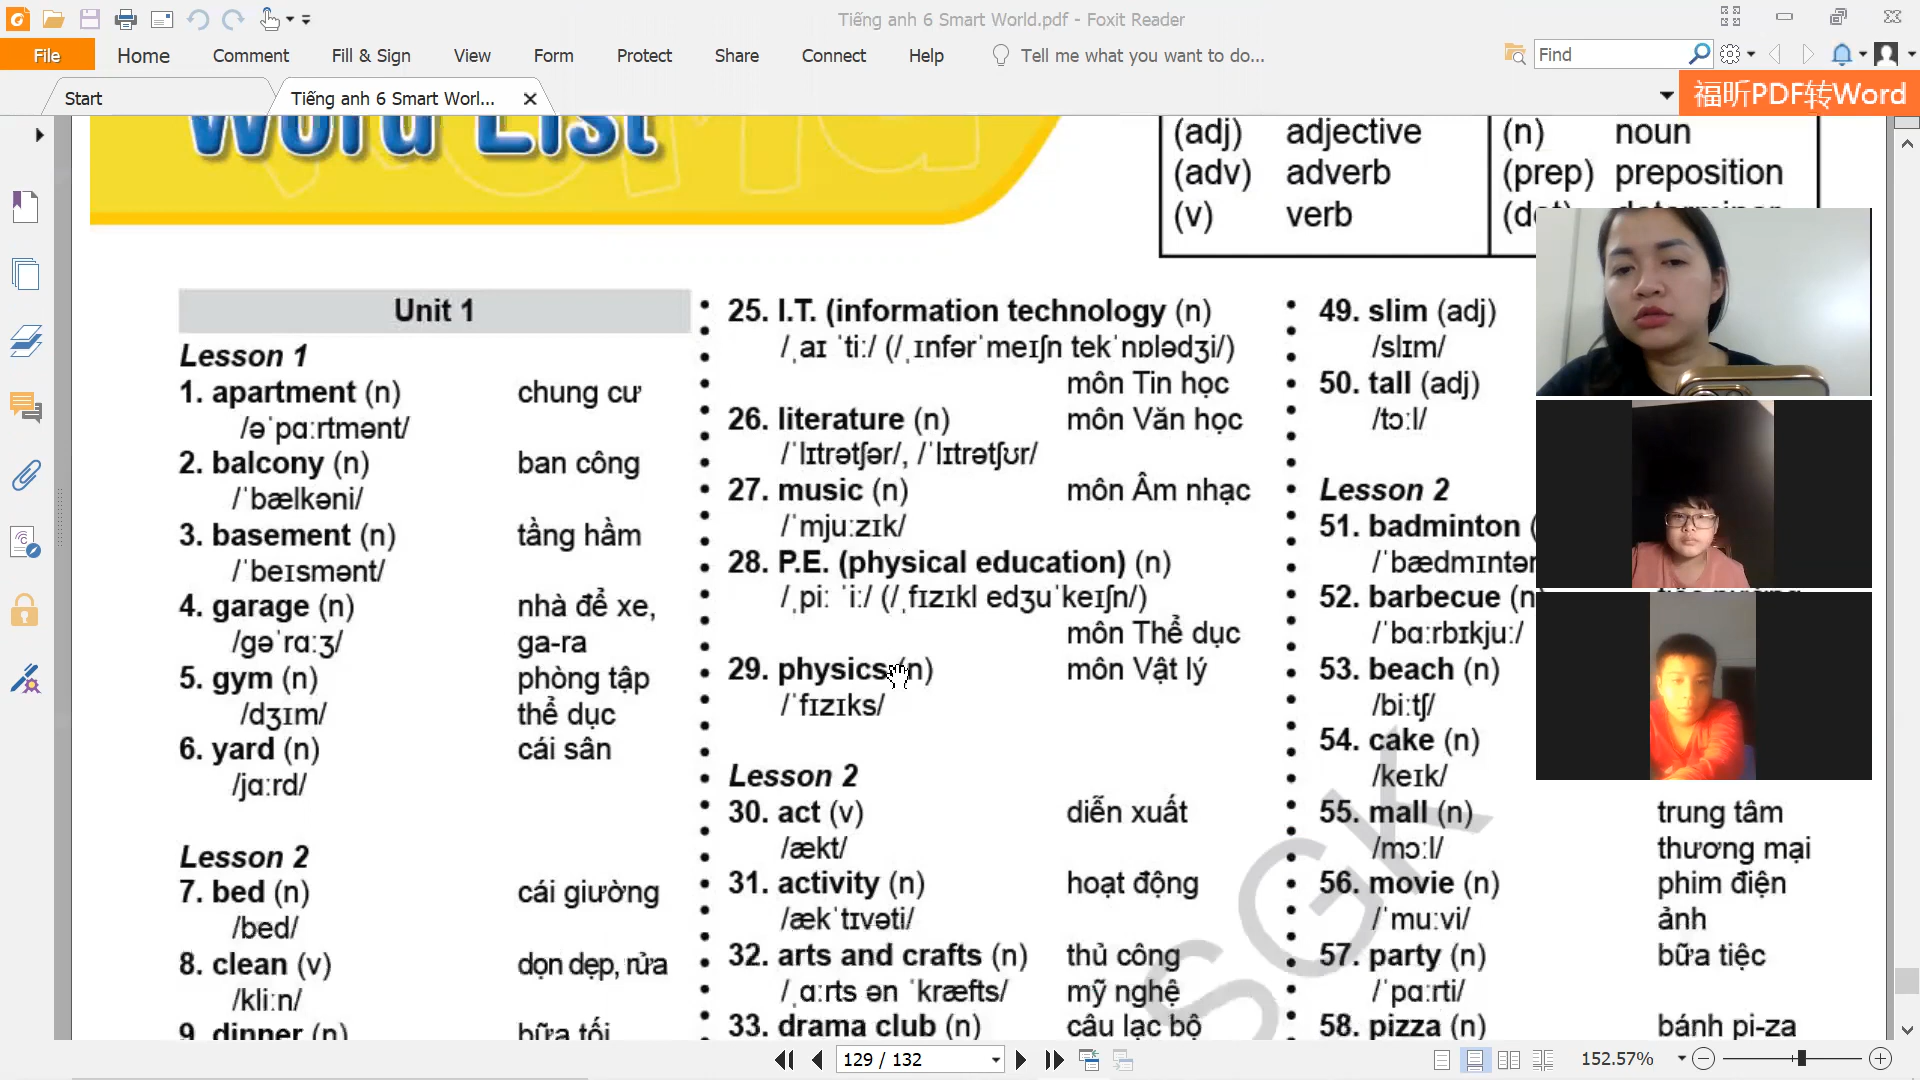 Tiếng anh 6 Smart World.pdf - Foxit Reader
File Home Comment Fill & Sign View Form Protect Share Connect Help Tell me what you want to do... Find
Start Tiếng anh 6 Smart Worl... 福昕PDF转Word
Word List
(adj) adjective (n) noun
(adv) adverb (prep) preposition
(v) verb
Unit 1
Lesson 1
1. apartment (n) chung cư
/əˈpɑːrtmənt/
2. balcony (n) ban công
/ˈbælkəni/
3. basement (n) tầng hầm
/ˈbeɪsmənt/
4. garage (n) nhà để xe,
/ɡəˈrɑːʒ/ ga-ra
5. gym (n) phòng tập
/dʒɪm/ thể dục
6. yard (n) cái sân
/jɑːrd/
Lesson 2
7. bed (n) cái giường
/bed/
8. clean (v) dọn dẹp, rửa
/kliːn/
9. dinner (n) bữa tối
25. I.T. (information technology (n)
/ˌaɪ ˈtiː/ (/ˌɪnfərˈmeɪʃn tekˈnɒlədʒi/)
môn Tin học
26. literature (n) môn Văn học
/ˈlɪtrətʃər/, /ˈlɪtrətʃʊr/
27. music (n) môn Âm nhạc
/ˈmjuːzɪk/
28. P.E. (physical education) (n)
/ˌpiː ˈiː/ (/ˌfɪzɪkl edʒuˈkeɪʃn/)
môn Thể dục
29. physics (n) môn Vật lý
/ˈfɪzɪks/
Lesson 2
30. act (v) diễn xuất
/ækt/
31. activity (n) hoạt động
/ækˈtɪvəti/
32. arts and crafts (n) thủ công
/ˌɑːrts ən ˈkræfts/ mỹ nghệ
33. drama club (n) câu lạc bộ
49. slim (adj)
/slɪm/
50. tall (adj)
/tɔːl/
Lesson 2
51. badminton (
/ˈbædmɪntən
52. barbecue (n
/ˈbɑːrbɪkjuː/
53. beach (n)
/biːtʃ/
54. cake (n)
/keɪk/
55. mall (n) trung tâm
/mɔːl/ thương mại
56. movie (n) phim điện
/ˈmuːvi/ ảnh
57. party (n) bữa tiệc
/ˈpɑːrti/
58. pizza (n) bánh pi-za
SGK
129 / 132 152.57%